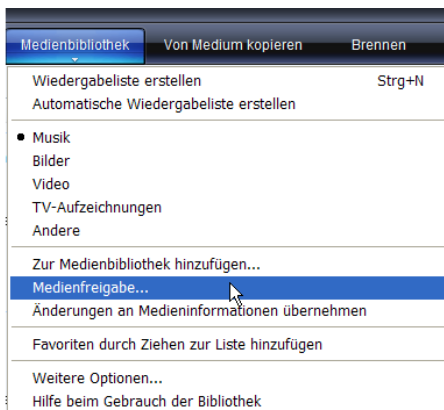 Medienbibliothek Von Medium kopieren Brennen
Wiedergabeliste erstellen Strg+N
Automatische Wiedergabeliste erstellen
Musik
Bilder
Video
TV-Aufzeichnungen
Andere
Zur Medienbibliothek hinzufügen...
Medienfreigabe...
Änderungen an Medieninformationen übernehmen
Favoriten durch Ziehen zur Liste hinzufügen
Weitere Optionen...
Hilfe beim Gebrauch der Bibliothek